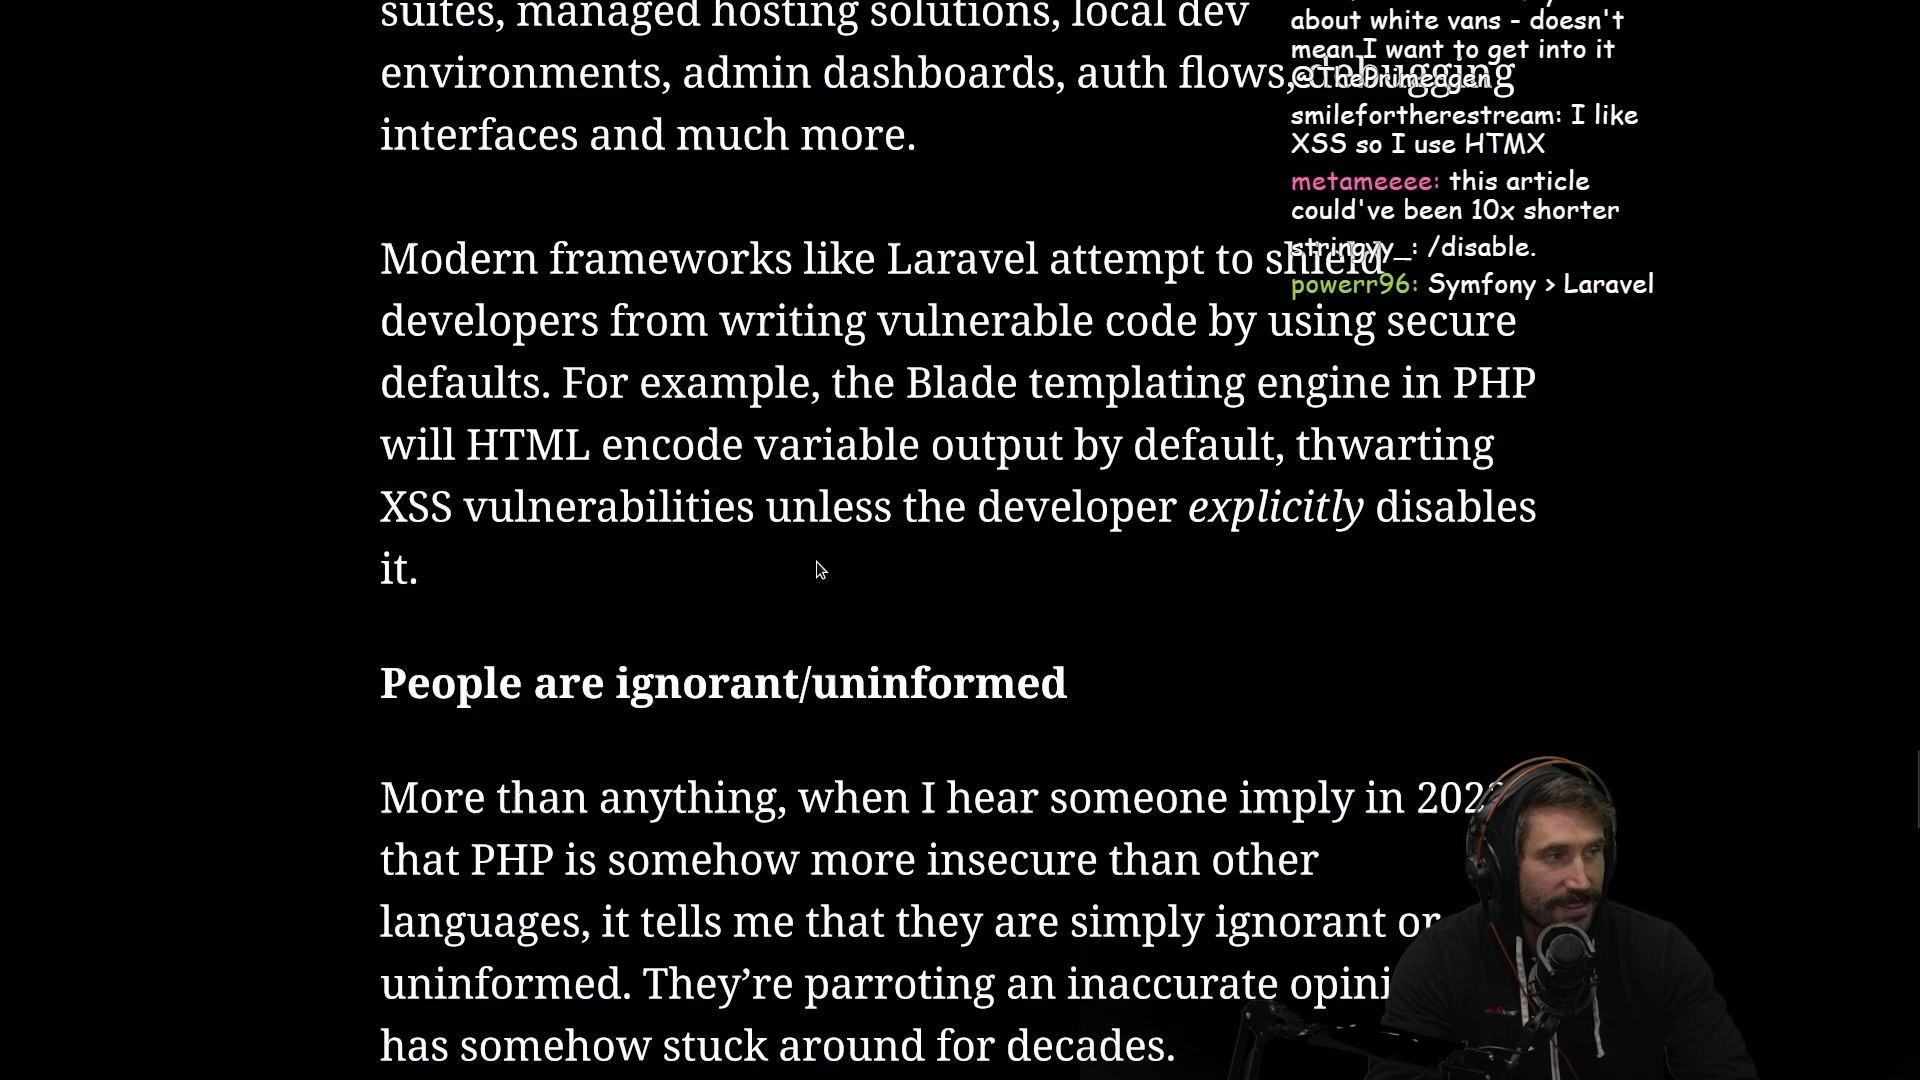 suites, managed hosting solutions, local dev
environments, admin dashboards, auth flows, debugging
interfaces and much more.
Modern frameworks like Laravel attempt to shield
developers from writing vulnerable code by using secure
defaults. For example, the Blade templating engine in PHP
will HTML encode variable output by default, thwarting
XSS vulnerabilities unless the developer explicitly disables
it.
People are ignorant/uninformed
More than anything, when I hear someone imply in
that PHP is somehow more insecure than other
languages, it tells me that they are simply ignorant or
uninformed. They’re parroting an inaccurate
has somehow stuck around for decades.
about white vans - doesn't
mean I want to get into it
@ThePrimeagen
smilefortherestream: I like
XSS so I use HTMX
metameeee: this article
could've been 10x shorter
stringyy_: /disable.
powerr96: Symfony > Laravel